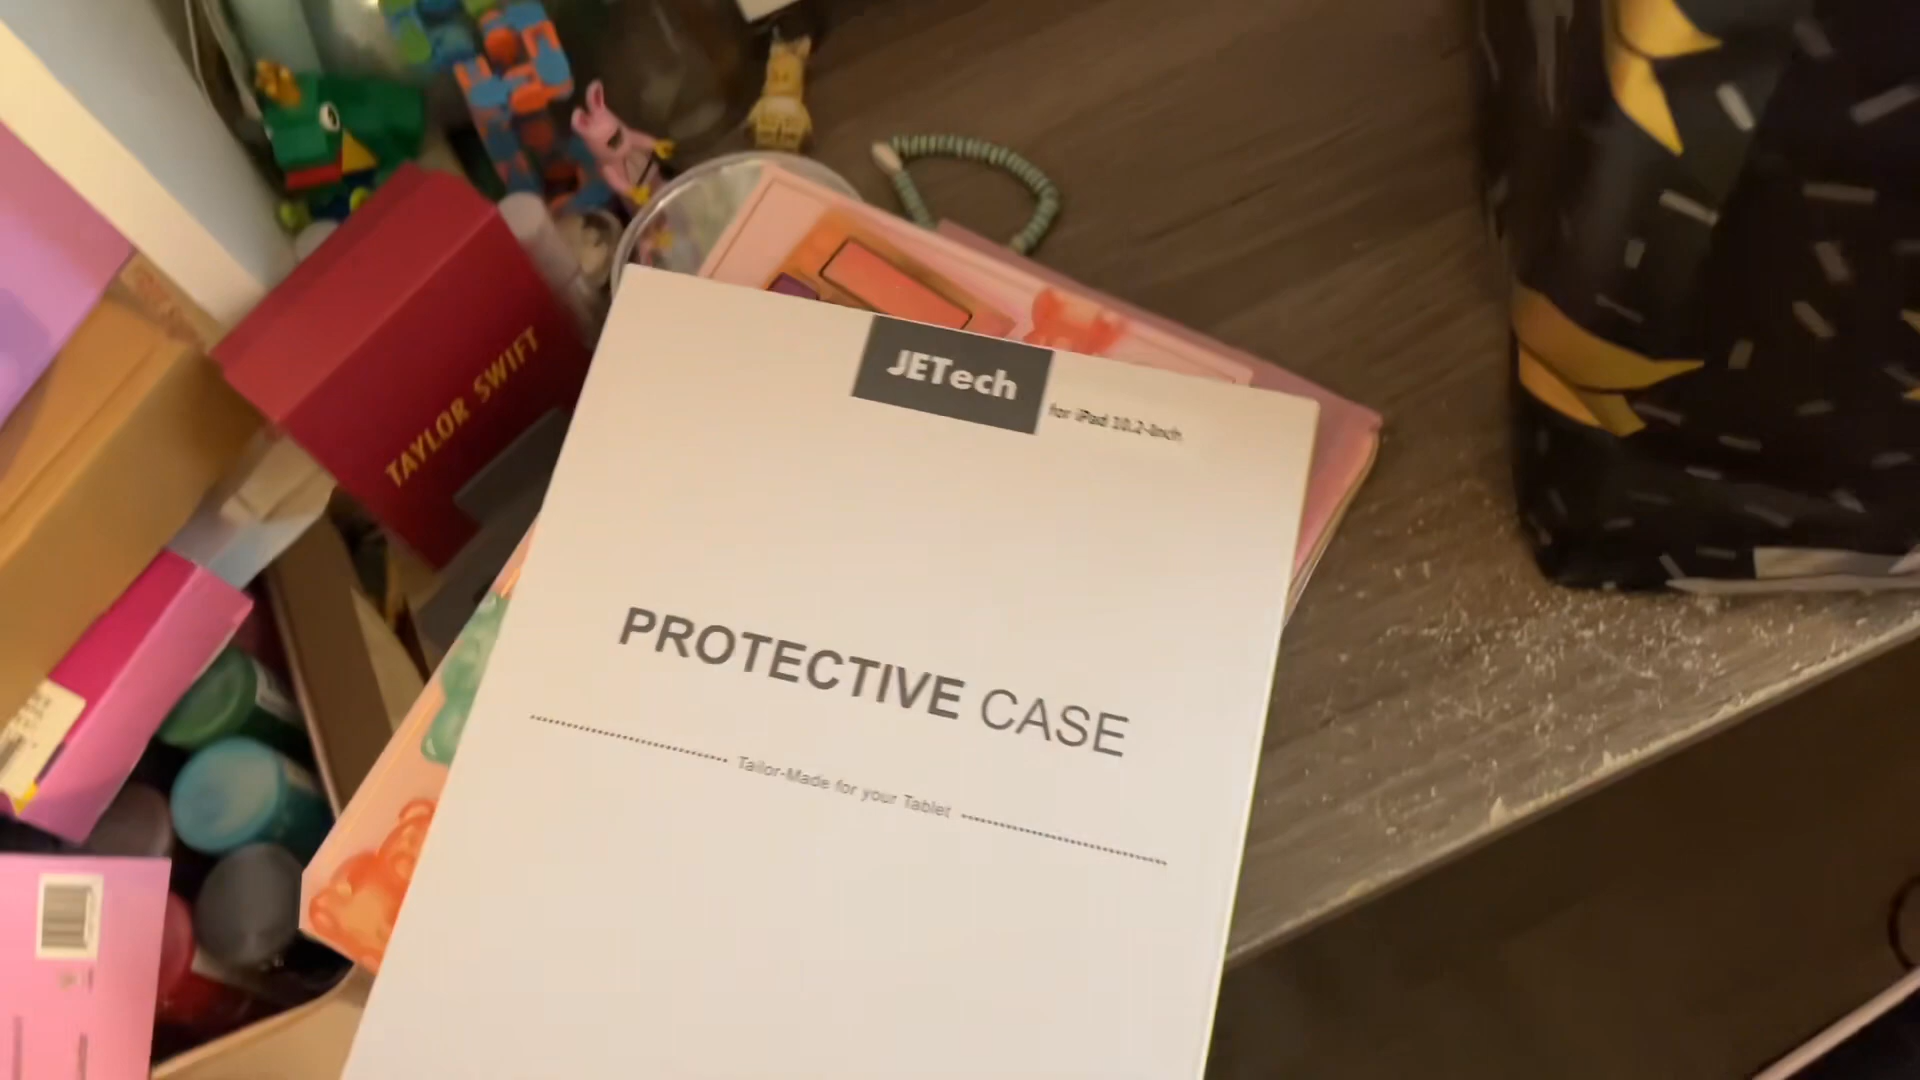 TAYLOR SWIFT
JETech
for iPad 10.2-Inch
PROTECTIVE CASE
Tailor-Made for your Tablet